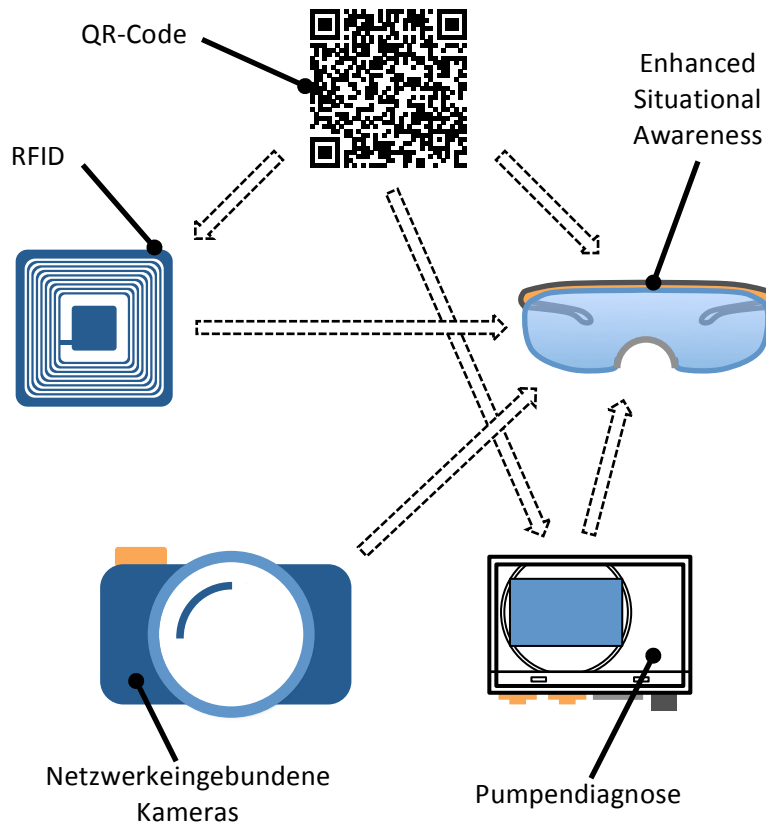 QR-Code
Enhanced
Situational
Awareness
RFID
Netzwerkeingebundene
Kameras
Pumpendiagnose